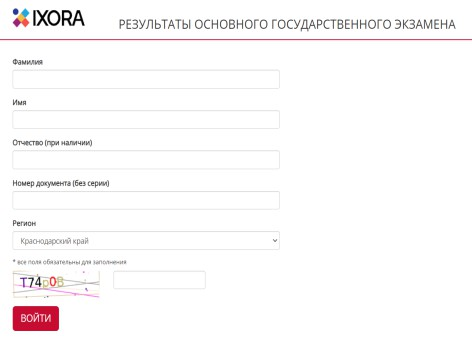 IXORA
РЕЗУЛЬТАТЫ ОСНОВНОГО ГОСУДАРСТВЕННОГО ЭКЗАМЕНА
Фамилия
Имя
Отчество (при наличии)
Номер документа (без серии)
Регион
Краснодарский край
* все поля обязательны для заполнения
T74p0B
ВОЙТИ